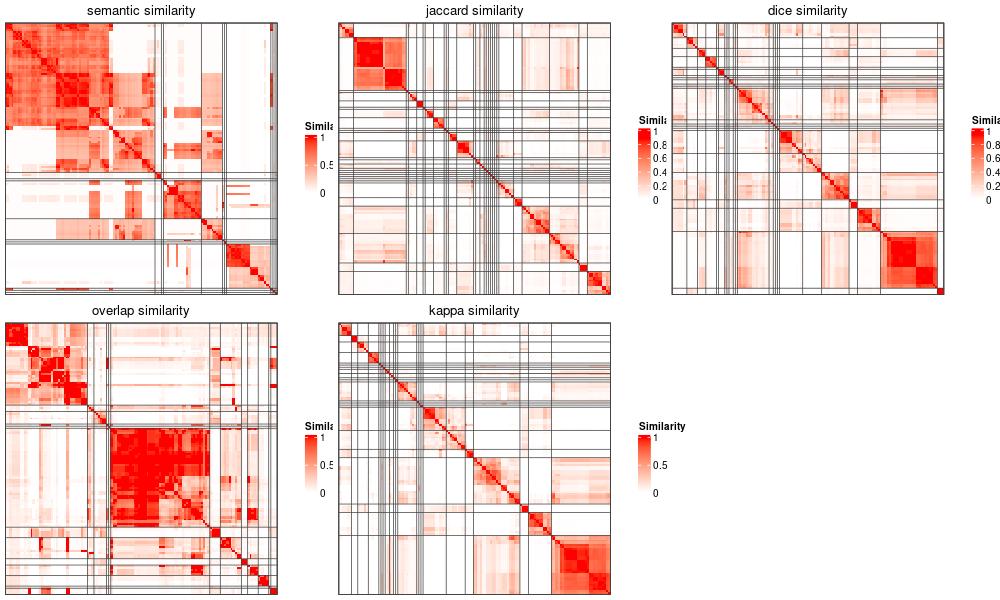 semantic similarity
jaccard similarity
dice similarity
Simila
1
0.5
0
Simila
1
0.8
0.6
0.4
0.2
0
Simila
1
0.8
0.6
0.4
0.2
0
overlap similarity
kappa similarity
Simila
1
0.5
0
Similarity
1
0.5
0